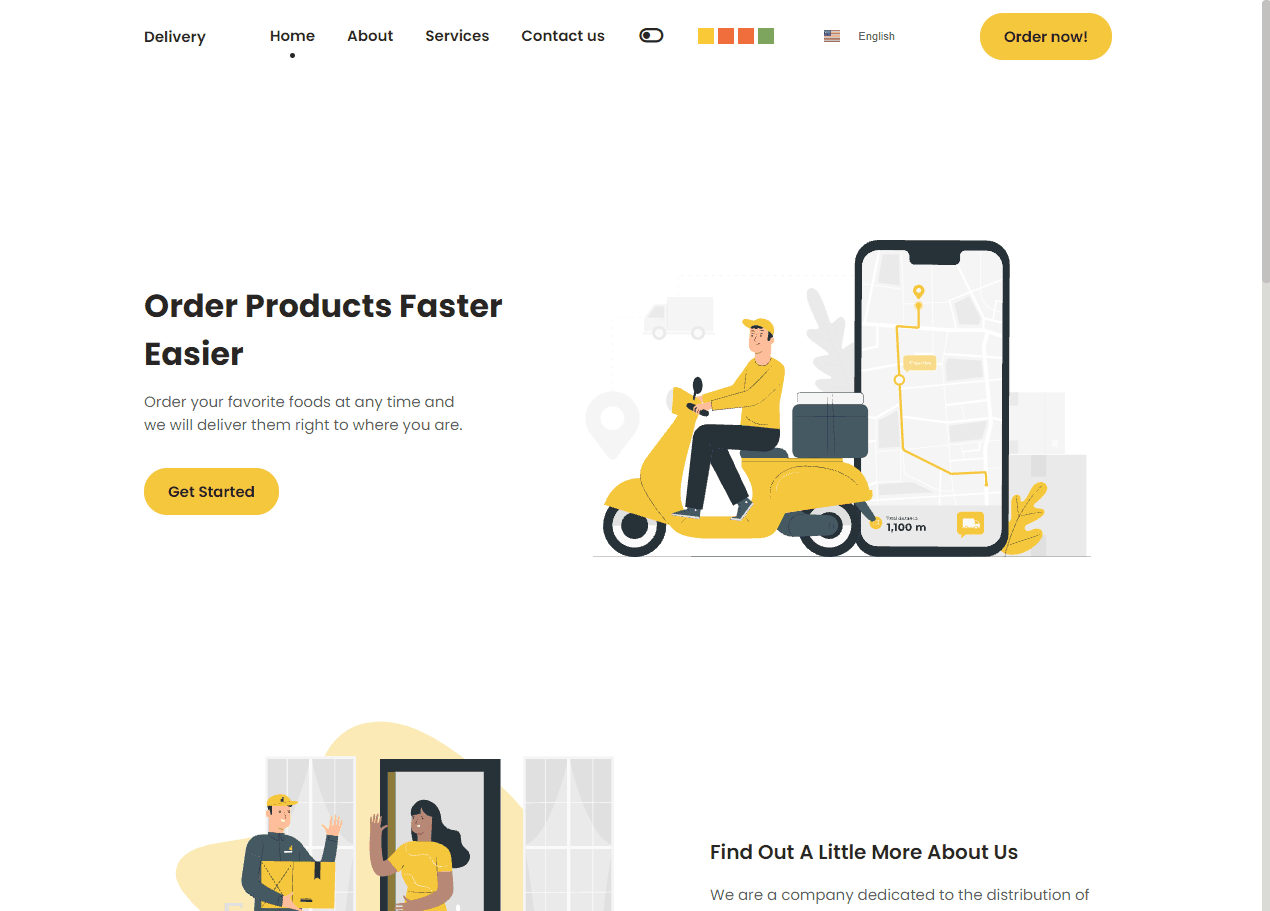 Delivery
Home
About
Services
Contact us
English
Order now!
Order Products Faster
Easier
Order your favorite foods at any time and
we will deliver them right to where you are.
Get Started
Total distance
1,100 m
Find Out A Little More About Us
We are a company dedicated to the distribution of